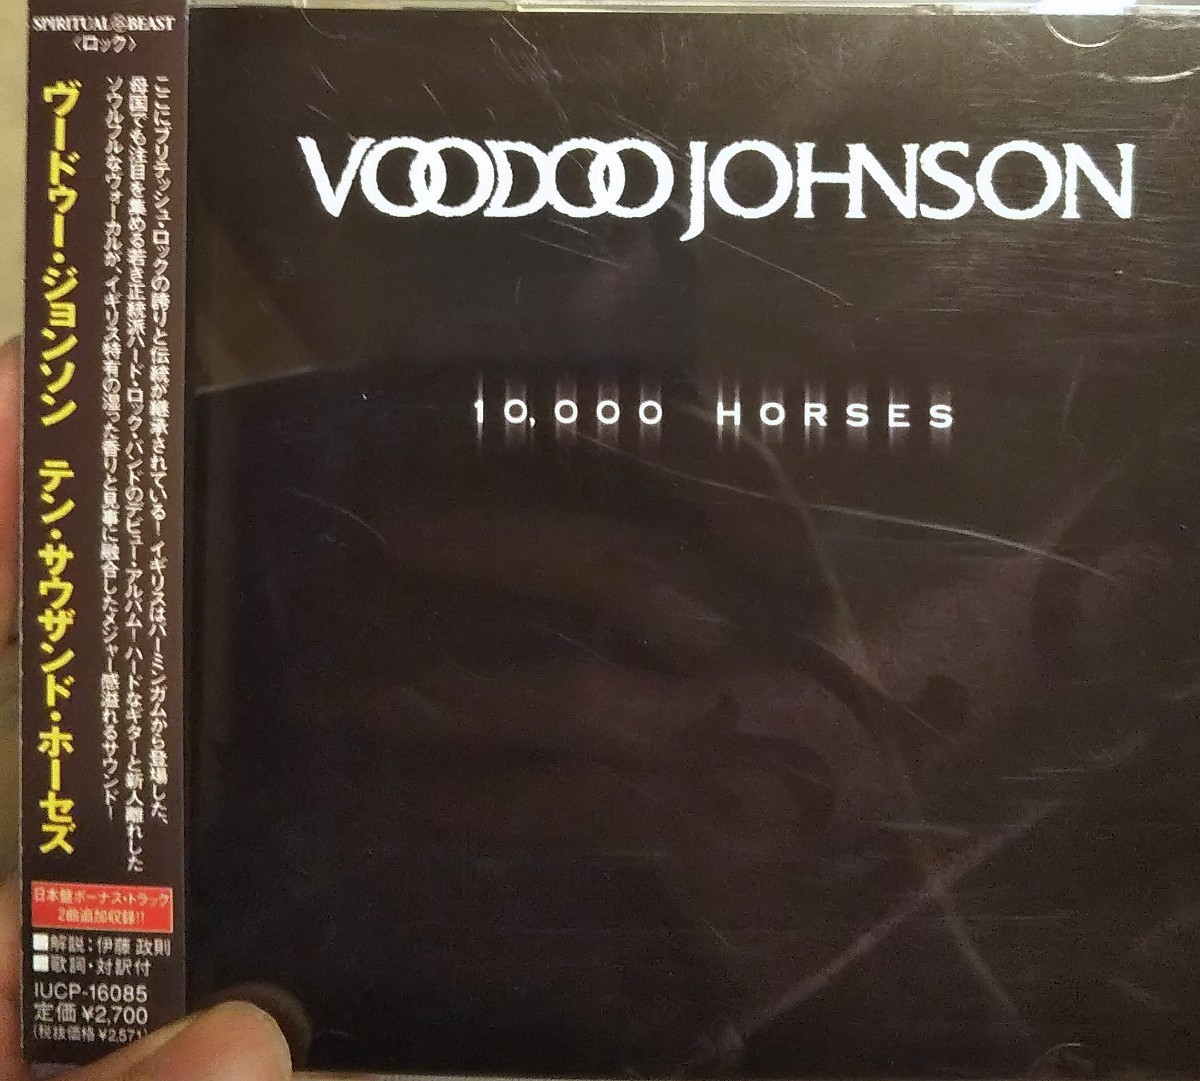 SPIRITUAL BEAST
〈ロック〉
ここにブリテッシュ・ロックの誇りと伝統が継承されている! イギリスはバーミンガムから登場した、
母国でも注目を集める若き正統派ハード・ロック・バンドのデビュー・アルバム! ハードなギターと新人離れした
ソウルフルなヴォーカルが、イギリス特有の湿った香りと見事に融合したメジャー感溢れるサウンド!
ヴードゥー・ジョンソン テン・サウザンド・ホーセズ
日本盤ボーナス・トラック
2曲追加収録!!
■解説:伊藤 政則
■歌詞・対訳付
IUCP-16085
定価 ¥2,700
(税抜価格 ¥2,571)
VOODOO JOHNSON
10,000 HORSES